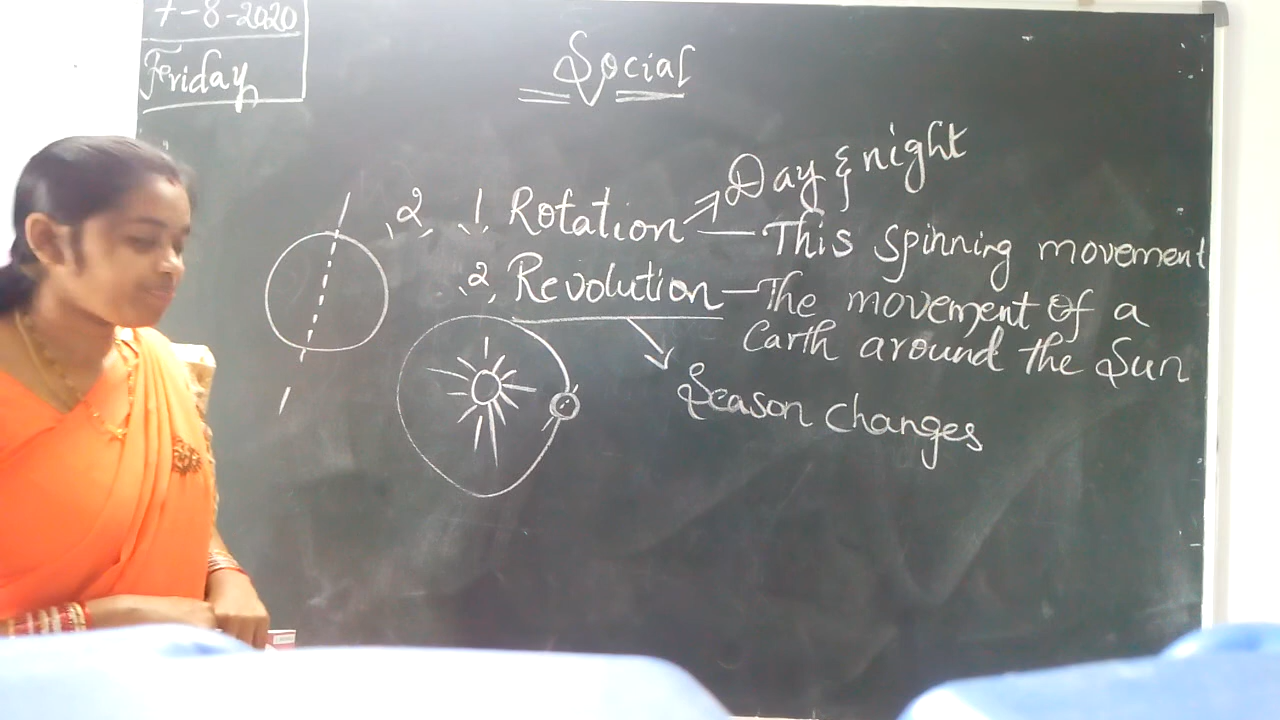 7-8-2020
Friday
Social
Day & night
2, 1, Rotation — This spinning movement
2, Revolution — The movement of a
Earth around the Sun
Season changes